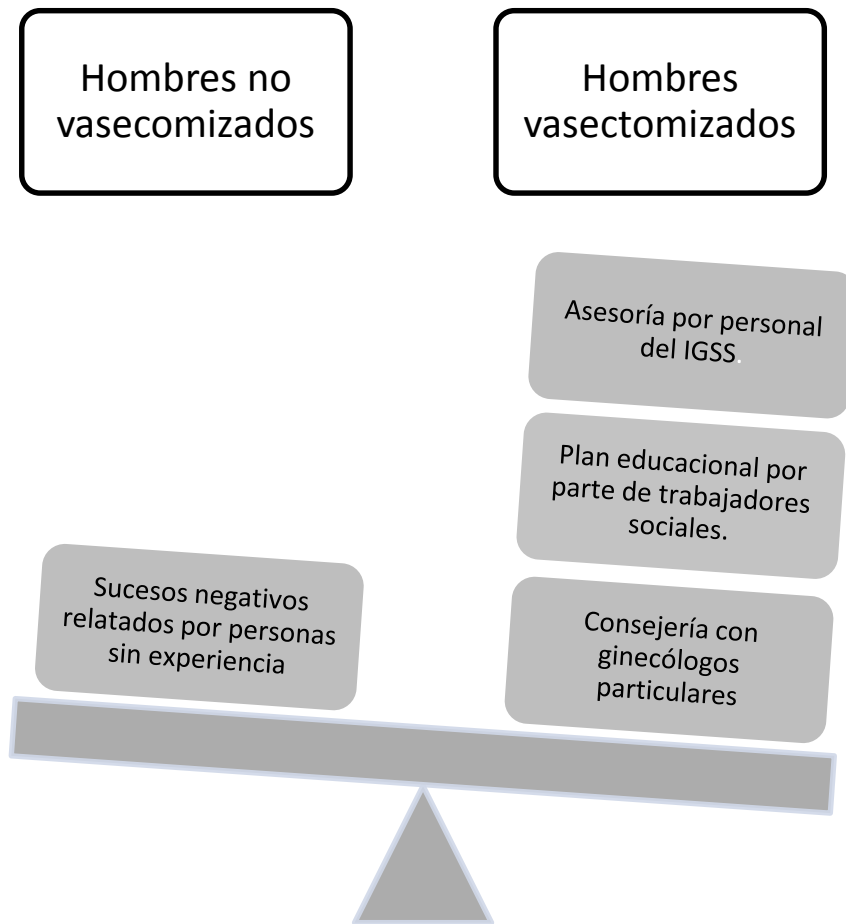 Hombres no
vasecomizados
Hombres
vasectomizados
Asesoría por personal
del IGSS.
Plan educacional por
parte de trabajadores
sociales.
Sucesos negativos
relatados por personas
sin experiencia
Consejería con
ginecólogos
particulares